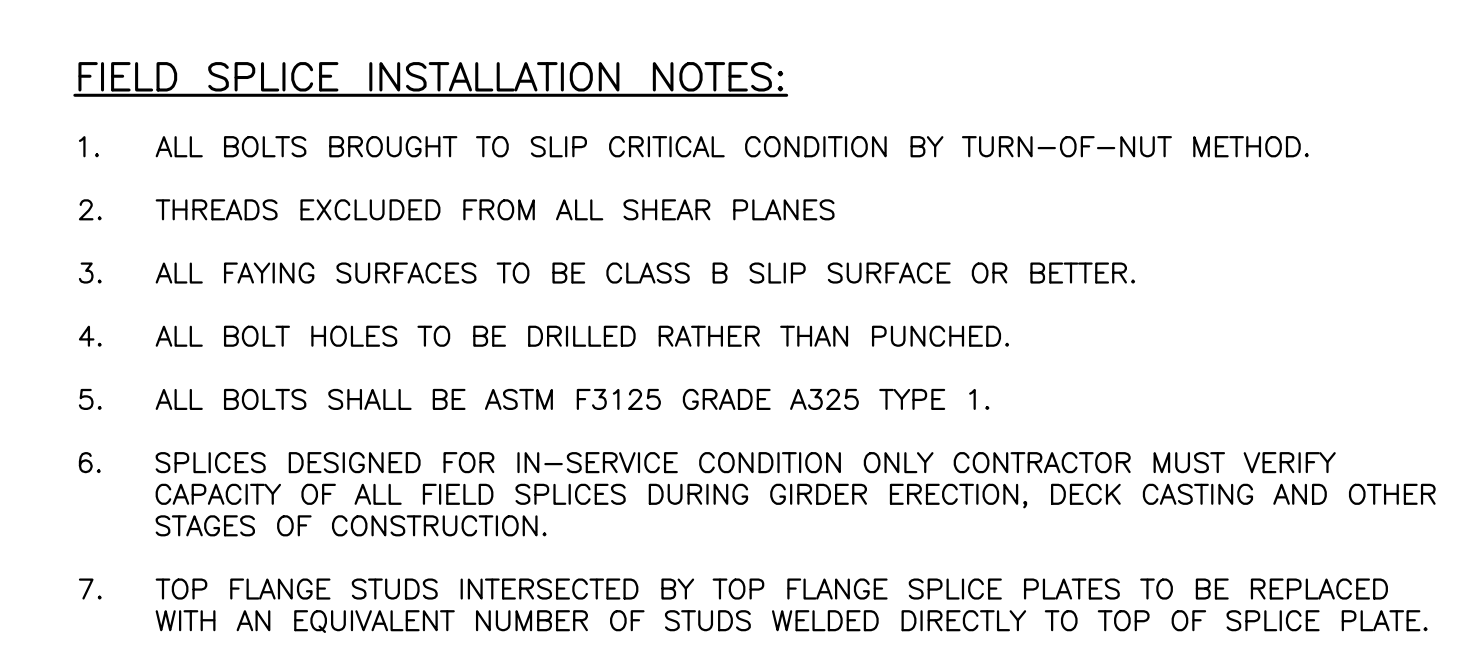 FIELD SPLICE INSTALLATION NOTES:
1. ALL BOLTS BROUGHT TO SLIP CRITICAL CONDITION BY TURN-OF-NUT METHOD.
2. THREADS EXCLUDED FROM ALL SHEAR PLANES
3. ALL FAYING SURFACES TO BE CLASS B SLIP SURFACE OR BETTER.
4. ALL BOLT HOLES TO BE DRILLED RATHER THAN PUNCHED.
5. ALL BOLTS SHALL BE ASTM F3125 GRADE A325 TYPE 1.
6. SPLICES DESIGNED FOR IN-SERVICE CONDITION ONLY CONTRACTOR MUST VERIFY
CAPACITY OF ALL FIELD SPLICES DURING GIRDER ERECTION, DECK CASTING AND OTHER
STAGES OF CONSTRUCTION.
7. TOP FLANGE STUDS INTERSECTED BY TOP FLANGE SPLICE PLATES TO BE REPLACED
WITH AN EQUIVALENT NUMBER OF STUDS WELDED DIRECTLY TO TOP OF SPLICE PLATE.